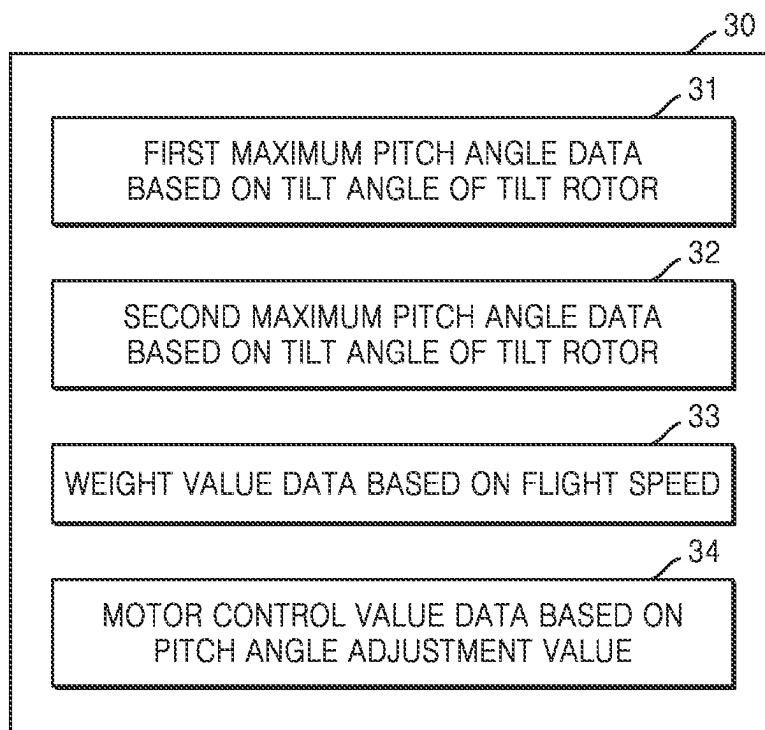 30
31
FIRST MAXIMUM PITCH ANGLE DATA
BASED ON TILT ANGLE OF TILT ROTOR
32
SECOND MAXIMUM PITCH ANGLE DATA
BASED ON TILT ANGLE OF TILT ROTOR
33
WEIGHT VALUE DATA BASED ON FLIGHT SPEED
34
MOTOR CONTROL VALUE DATA BASED ON
PITCH ANGLE ADJUSTMENT VALUE